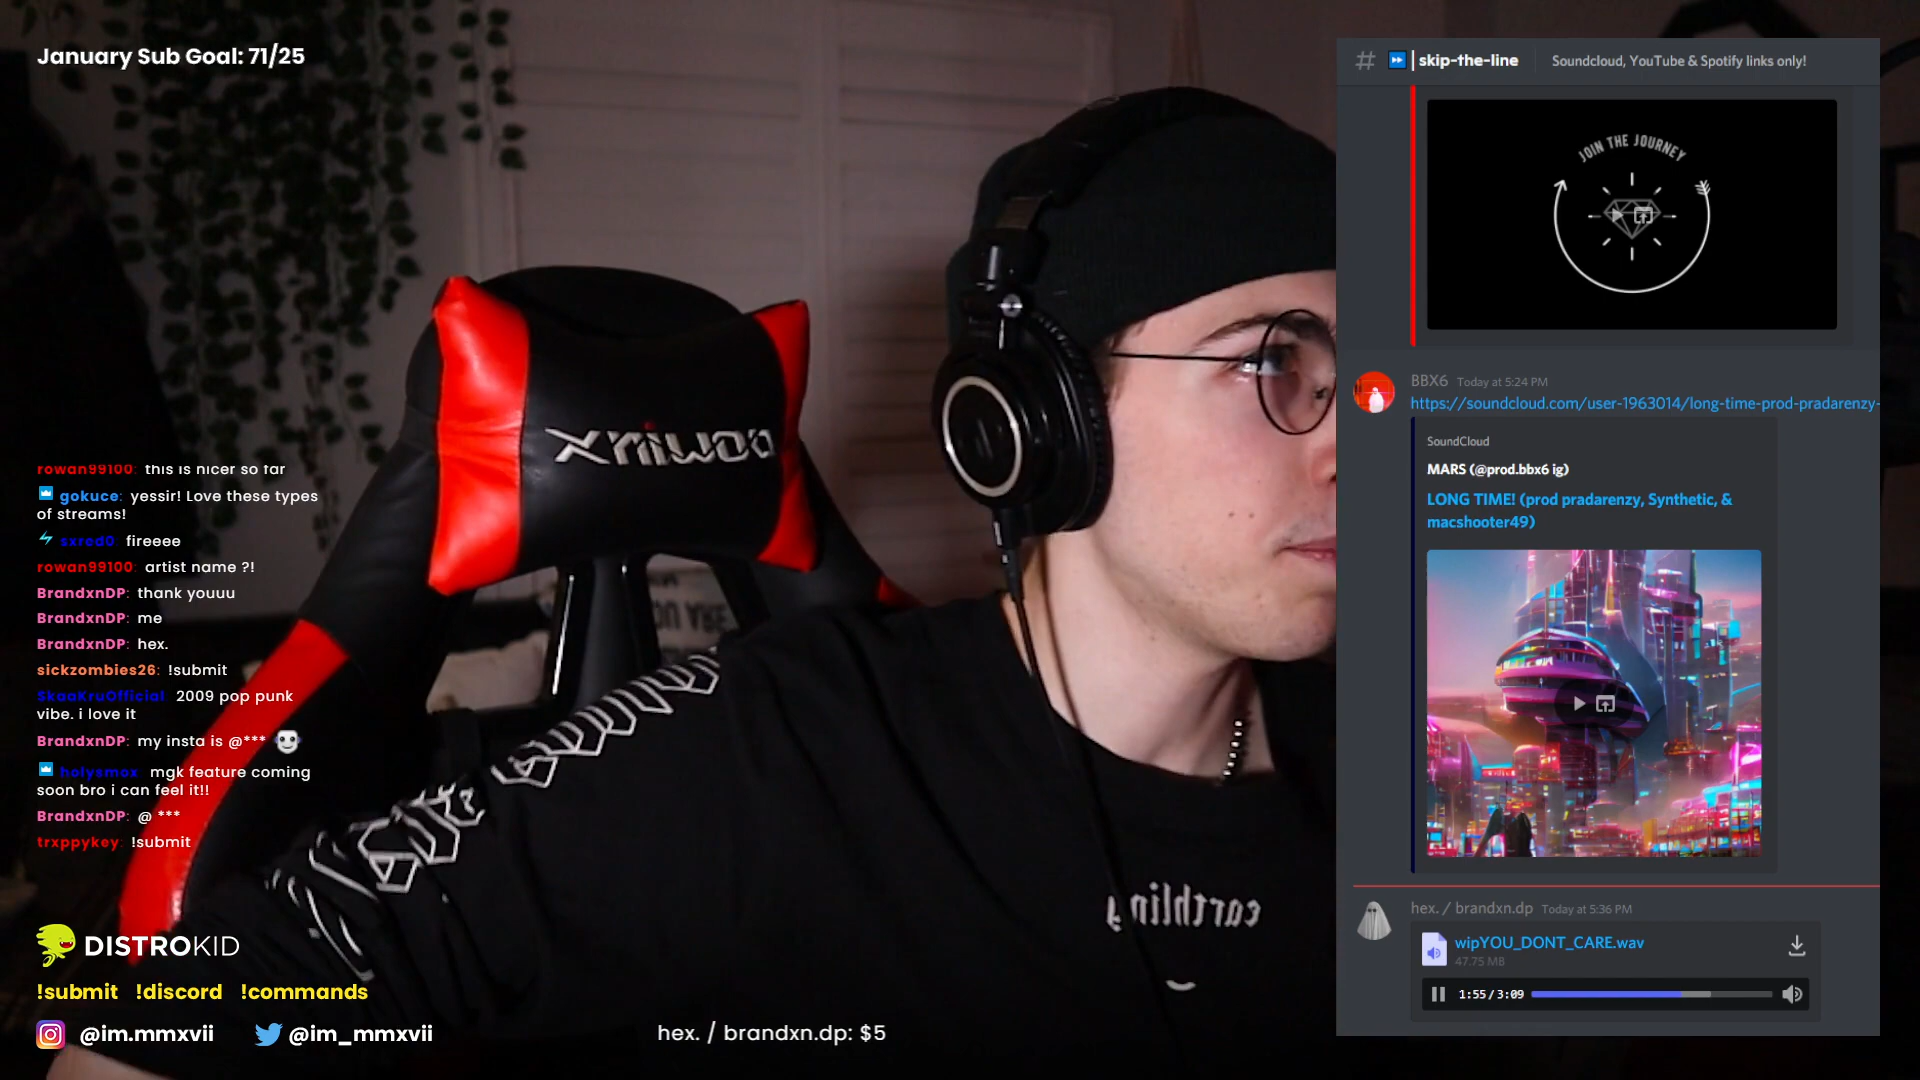 January Sub Goal: 71/25
rowan99100: this is nicer so far
gokuce: yessir! Love these types
of streams!
sxred0: fireeee
rowan99100: artist name ?!
BrandxnDP: thank youuu
BrandxnDP: me
BrandxnDP: hex.
sickzombies26: !submit
SkaaKruOfficial 2009 pop punk
vibe. i love it
BrandxnDP: my insta is @***
holysmox mgk feature coming
soon bro i can feel it!!
BrandxnDP: @ ***
trxppykey: !submit
DISTROKID
!submit !discord !commands
@im.mmxvii @im_mmxvii
hex. / brandxn.dp: $5
earthling
# | skip-the-line Soundcloud, YouTube & Spotify links only!
JOIN THE JOURNEY
BBX6 Today at 5:24 PM
https://soundcloud.com/user-1963014/long-time-prod-pradarenzy-
SoundCloud
MARS (@prod.bbx6 ig)
LONG TIME! (prod pradarenzy, Synthetic, &
macshooter49)
hex. / brandxn.dp Today at 5:36 PM
wipYOU_DONT_CARE.wav
47.75 MB
1:55/3:09